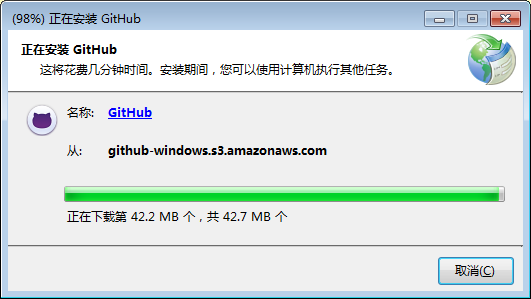 (98%) 正在安装 GitHub
正在安装 GitHub
这将花费几分钟时间。安装期间，您可以使用计算机执行其他任务。
名称: GitHub
从: github-windows.s3.amazonaws.com
正在下载第 42.2 MB 个，共 42.7 MB 个
取消(C)